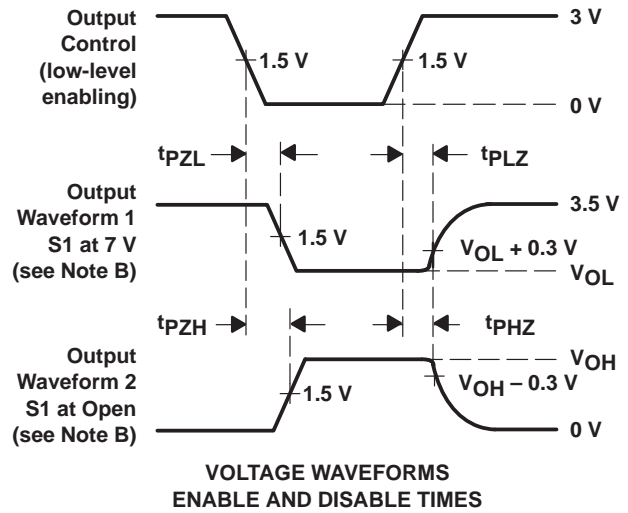 Output
Control
(low-level
enabling)
3 V
1.5 V
1.5 V
0 V
tPZL
tPLZ
Output
Waveform 1
S1 at 7 V
(see Note B)
3.5 V
1.5 V
VOL + 0.3 V
VOL
tPZH
tPHZ
Output
Waveform 2
S1 at Open
(see Note B)
VOH
1.5 V
VOH – 0.3 V
0 V
VOLTAGE WAVEFORMS
ENABLE AND DISABLE TIMES